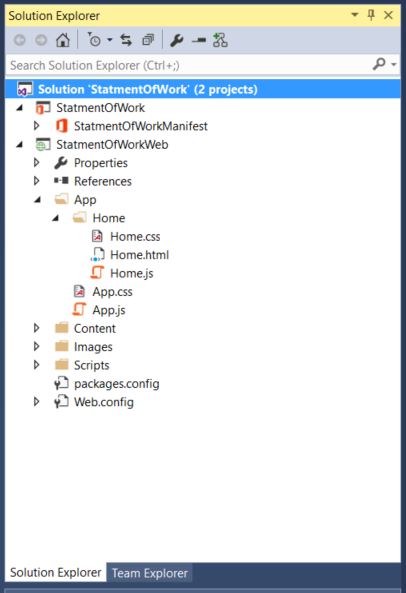 Solution Explorer
Search Solution Explorer (Ctrl+;)
Solution 'StatmentOfWork' (2 projects)
StatmentOfWork
StatmentOfWorkManifest
StatmentOfWorkWeb
Properties
References
App
Home
Home.css
Home.html
Home.js
App.css
App.js
Content
Images
Scripts
packages.config
Web.config
Solution Explorer Team Explorer